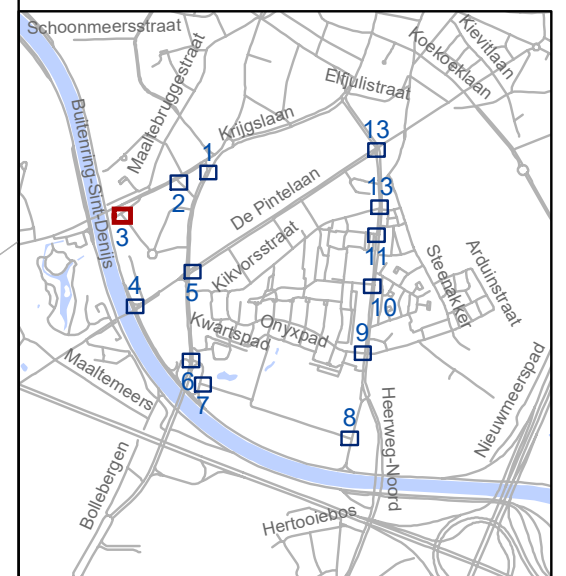 Schoonmeersstraat
Kievitlaan
Koekoeklaan
Maaltebruggestraat
Elfjulistraat
Krijgslaan
Buitenring-Sint-Denijs
13
1
2
De Pintelaan
13
3
Kikvorsstraat
11
Steenakker
Arduinstraat
4
5
10
Kwartspad
Onyxpad
9
Maaltemeers
6
7
Nieuwmeerspad
Heerweg-Noord
8
Bollebergen
Hertooiebos